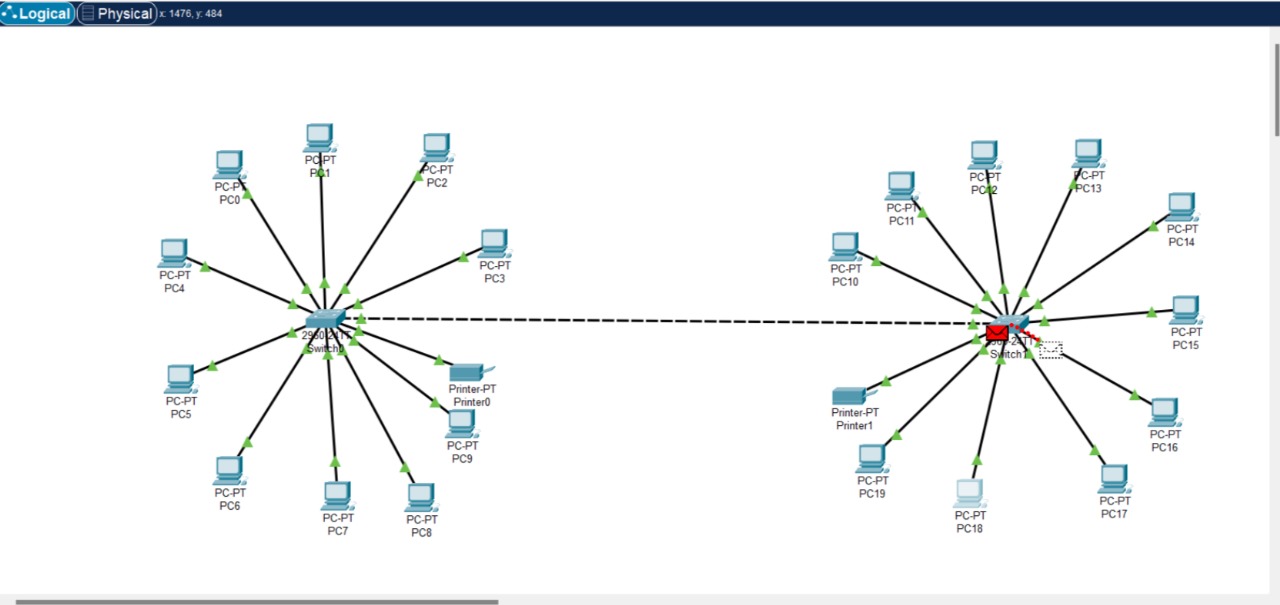 Logical Physical x: 1476, y: 484
PC-PT
PC0
PC-PT
PC1
PC-PT
PC2
PC-PT
PC3
PC-PT
PC4
PC-PT
PC5
PC-PT
PC6
PC-PT
PC7
PC-PT
PC8
PC-PT
PC9
Printer-PT
Printer0
2960-24TT
Switch0
PC-PT
PC10
PC-PT
PC11
PC-PT
PC12
PC-PT
PC13
PC-PT
PC14
PC-PT
PC15
PC-PT
PC16
PC-PT
PC17
PC-PT
PC18
PC-PT
PC19
Printer-PT
Printer1
Switch1